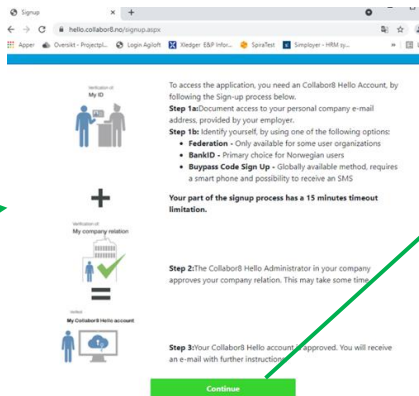 Signup
hello.collabor8.no/signup.aspx
Apper
Oversikt - Projectpl...
Login Agiloft
Xledger E&P Infor...
SpiraTest
Simployer - HRM sy...
Verification of
My ID
To access the application, you need an Collabor8 Hello Account, by
following the Sign-up process below.
Step 1a:Document access to your personal company e-mail
address, provided by your employer.
Step 1b: Identify yourself, by using one of the following options:
• Federation - Only available for some user organizations
• BankID - Primary choice for Norwegian users
• Buypass Code Sign Up - Globally available method, requires
a smart phone and possibility to receive an SMS
Your part of the signup process has a 15 minutes timeout
limitation.
Verification of
My company relation
Step 2:The Collabor8 Hello Administrator in your company
approves your company relation. This may take some time.
My Collabor8 Hello account
Step 3:Your Collabor8 Hello account is approved. You will receive
an e-mail with further instructions
Continue